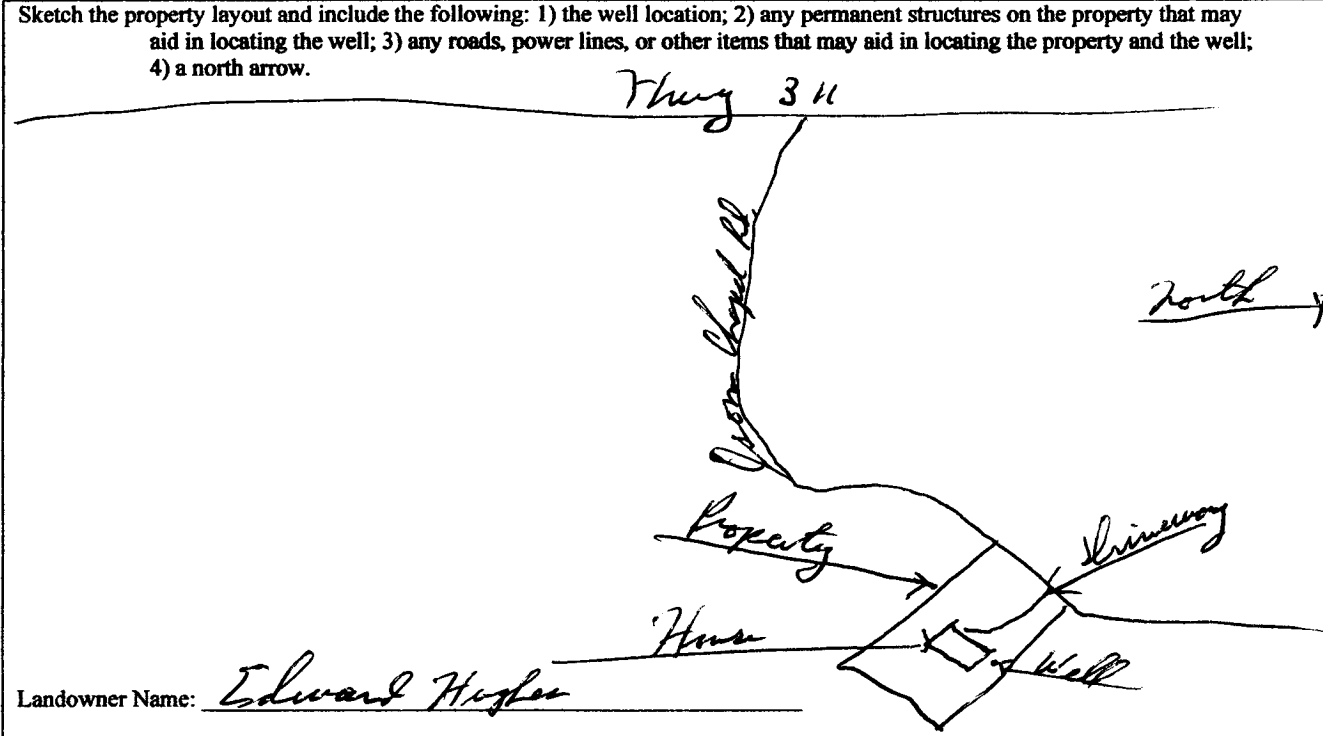 Sketch the property layout and include the following: 1) the well location; 2) any permanent structures on the property that may
aid in locating the well; 3) any roads, power lines, or other items that may aid in locating the property and the well;
4) a north arrow.
Chapel Rd.
North
Property
Driveway
House
Well
Landowner Name: Edward Hughes